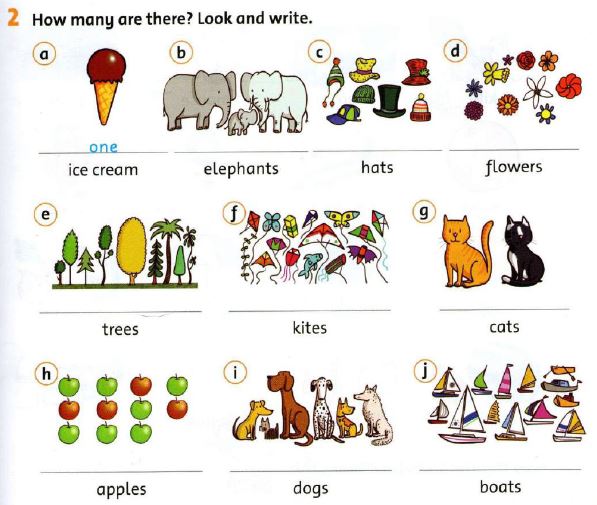 2 How many are there? Look and write.
a b c d
one
ice cream elephants hats flowers
e f g
trees kites cats
h i j
apples dogs boats